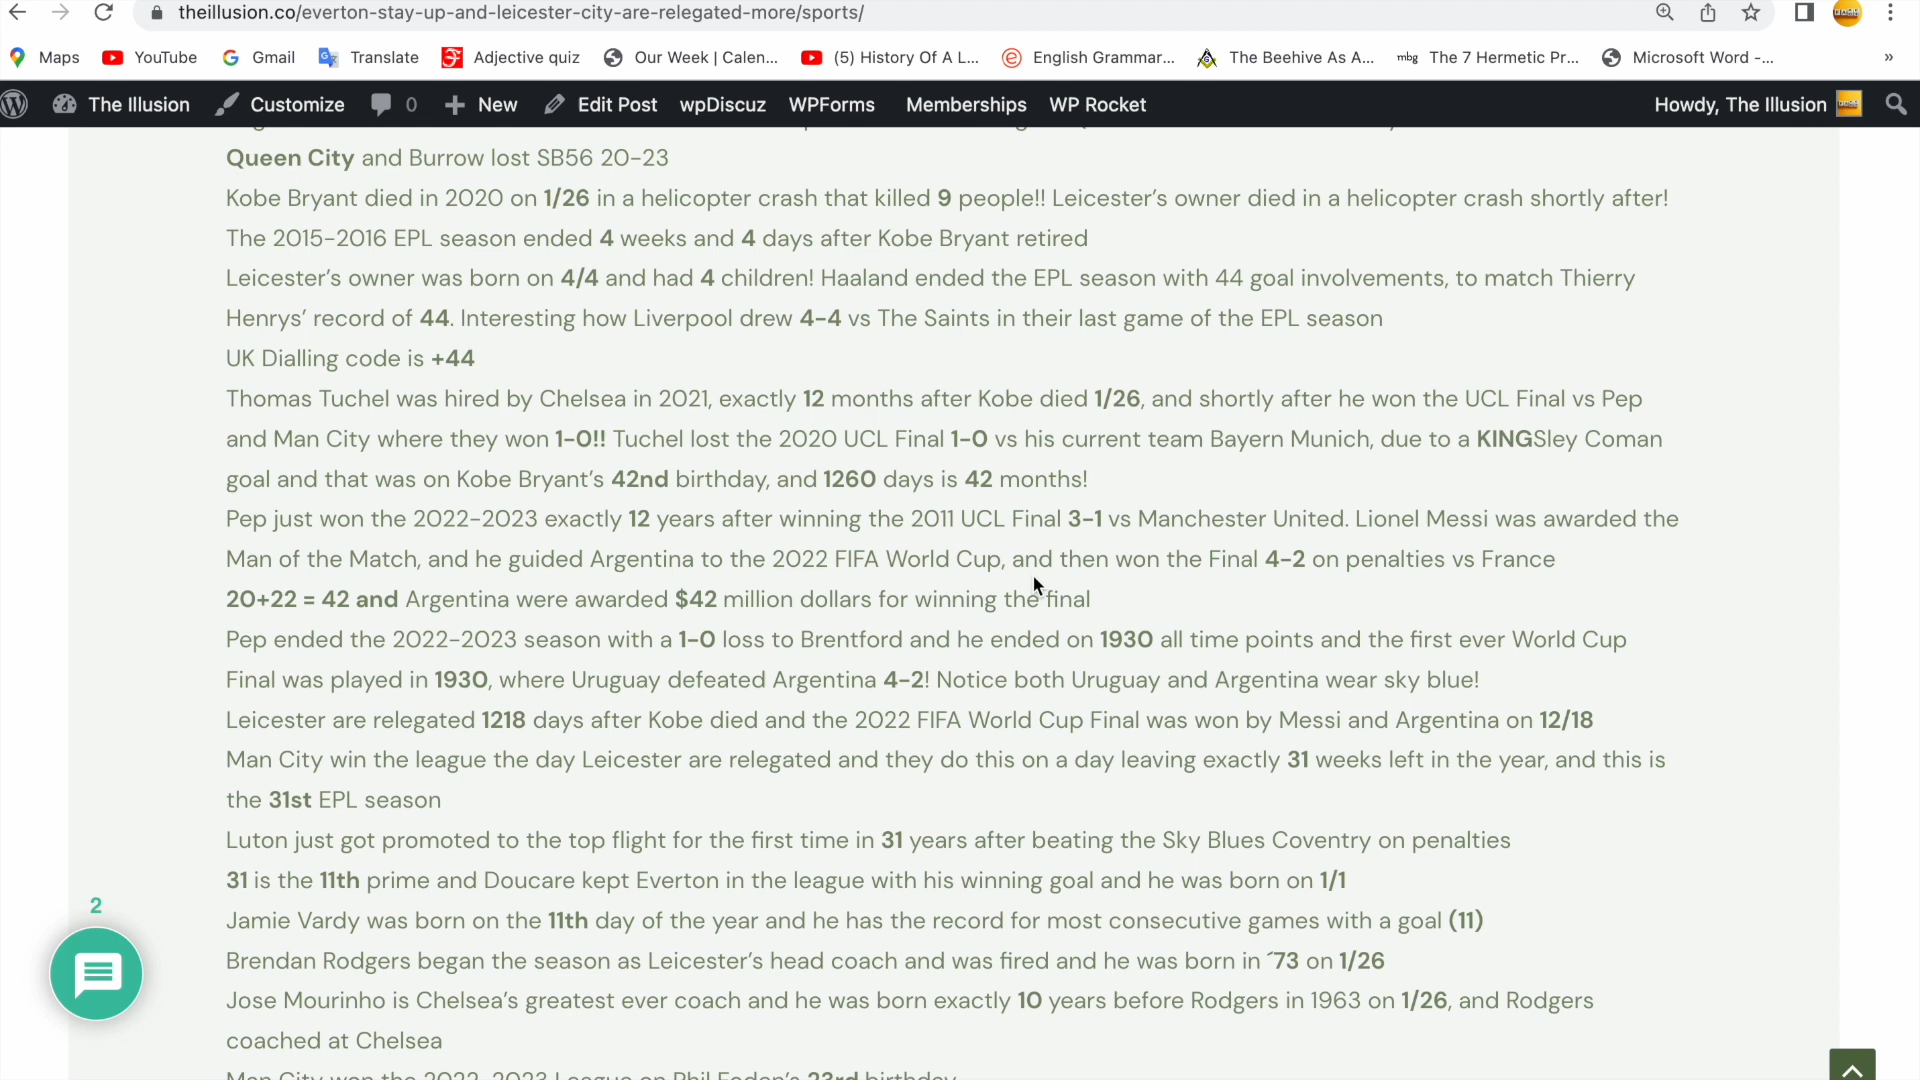 theillusion.co/everton-stay-up-and-leicester-city-are-relegated-more/sports/
Maps YouTube Gmail Translate Adjective quiz Our Week | Calen... (5) History Of A L... English Grammar... The Beehive As A... mbg The 7 Hermetic Pr... Microsoft Word -... »
The Illusion Customize 0 New Edit Post wpDiscuz WPForms Memberships WP Rocket Howdy, The Illusion
Queen City and Burrow lost SB56 20-23
Kobe Bryant died in 2020 on 1/26 in a helicopter crash that killed 9 people!! Leicester's owner died in a helicopter crash shortly after!
The 2015-2016 EPL season ended 4 weeks and 4 days after Kobe Bryant retired
Leicester's owner was born on 4/4 and had 4 children! Haaland ended the EPL season with 44 goal involvements, to match Thierry
Henrys' record of 44. Interesting how Liverpool drew 4-4 vs The Saints in their last game of the EPL season
UK Dialling code is +44
Thomas Tuchel was hired by Chelsea in 2021, exactly 12 months after Kobe died 1/26, and shortly after he won the UCL Final vs Pep
and Man City where they won 1-0!! Tuchel lost the 2020 UCL Final 1-0 vs his current team Bayern Munich, due to a KINGSley Coman
goal and that was on Kobe Bryant's 42nd birthday, and 1260 days is 42 months!
Pep just won the 2022-2023 exactly 12 years after winning the 2011 UCL Final 3-1 vs Manchester United. Lionel Messi was awarded the
Man of the Match, and he guided Argentina to the 2022 FIFA World Cup, and then won the Final 4-2 on penalties vs France
20+22 = 42 and Argentina were awarded $42 million dollars for winning the final
Pep ended the 2022-2023 season with a 1-0 loss to Brentford and he ended on 1930 all time points and the first ever World Cup
Final was played in 1930, where Uruguay defeated Argentina 4-2! Notice both Uruguay and Argentina wear sky blue!
Leicester are relegated 1218 days after Kobe died and the 2022 FIFA World Cup Final was won by Messi and Argentina on 12/18
Man City win the league the day Leicester are relegated and they do this on a day leaving exactly 31 weeks left in the year, and this is
the 31st EPL season
Luton just got promoted to the top flight for the first time in 31 years after beating the Sky Blues Coventry on penalties
31 is the 11th prime and Doucare kept Everton in the league with his winning goal and he was born on 1/1
Jamie Vardy was born on the 11th day of the year and he has the record for most consecutive games with a goal (11)
Brendan Rodgers began the season as Leicester's head coach and was fired and he was born in ´73 on 1/26
Jose Mourinho is Chelsea's greatest ever coach and he was born exactly 10 years before Rodgers in 1963 on 1/26, and Rodgers
coached at Chelsea
Man City won the 2022-2023 League on Phil Foden's 23rd birthday
2